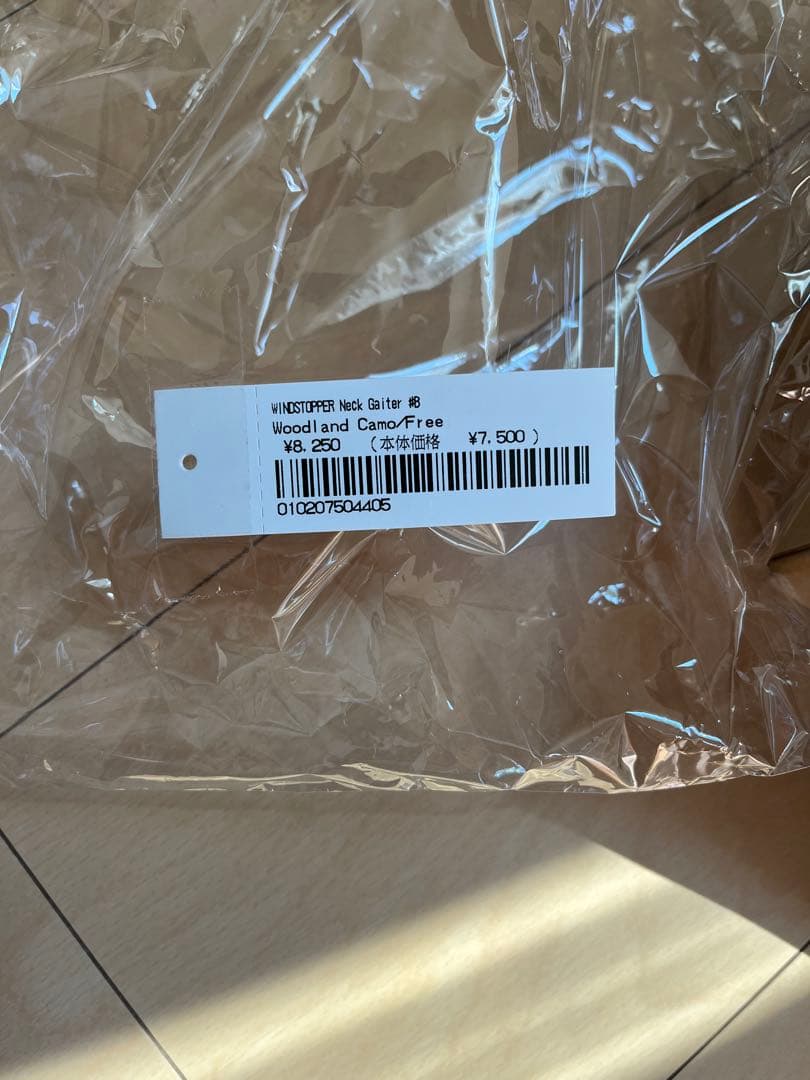 WINDSTOPPER Neck Gaiter #B
Woodland Camo/Free
¥8,250 (本体価格 ¥7,500 )
010207504405